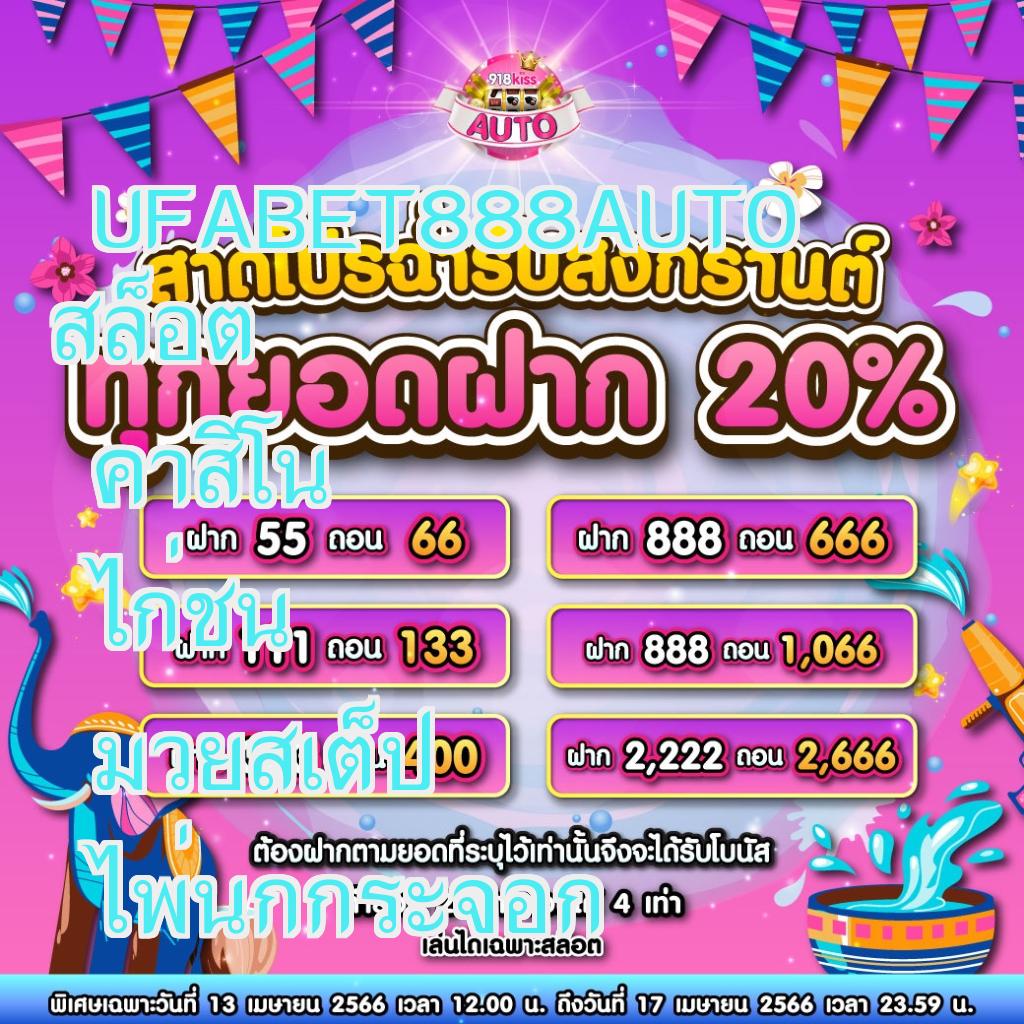 918kiss
AUTO
UFABET888AUTO
สาดโปรฉ่ำรับสงกรานต์
สล็อต
ทุกยอดฝาก 20%
คาสิโน
ฝาก 55 ถอน 66
ฝาก 888 ถอน 666
ไก่ชน
ถอน 133
ฝาก 888 ถอน 1,066
มวยสเต็ป
ฝาก 2,222 ถอน 2,666
ต้องฝากตามยอดที่ระบุไว้เท่านั้นจึงจะได้รับโบนัส
ไพ่นกกระจอก
4 เท่า
เล่นได้เฉพาะสล็อต
พิเศษเฉพาะวันที่ 13 เมษายน 2566 เวลา 12.00 น. ถึงวันที่ 17 เมษายน 2566 เวลา 23.59 น.